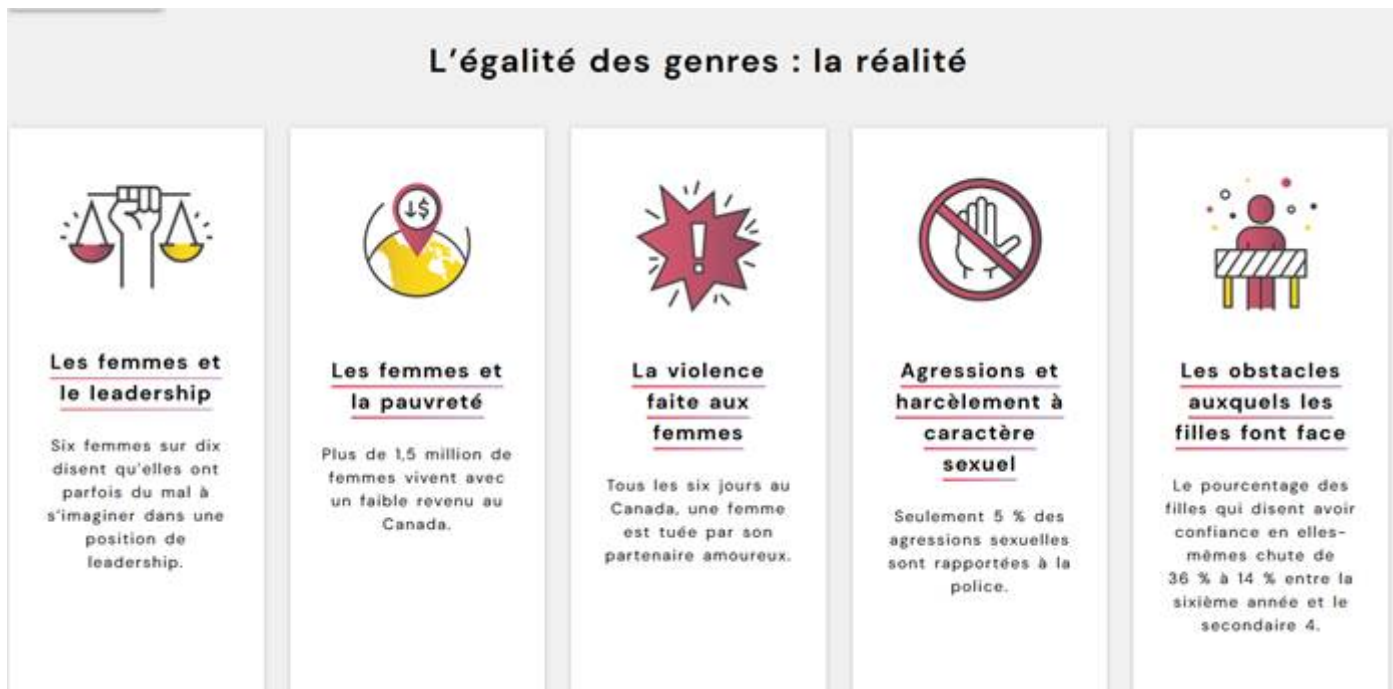 L'égalité des genres : la réalité
Les femmes et
le leadership
Six femmes sur dix
disent qu'elles ont
parfois du mal à
s'imaginer dans une
position de
leadership.
↓$
Les femmes et
la pauvreté
Plus de 1,5 million de
femmes vivent avec
un faible revenu au
Canada.
!
La violence
faite aux
femmes
Tous les six jours au
Canada, une femme
est tuée par son
partenaire amoureux.
Agressions et
harcèlement à
caractère
sexuel
Seulement 5 % des
agressions sexuelles
sont rapportées à la
police.
Les obstacles
auxquels les
filles font face
Le pourcentage des
filles qui disent avoir
confiance en elles-
mêmes chute de
36 % à 14 % entre la
sixième année et le
secondaire 4.